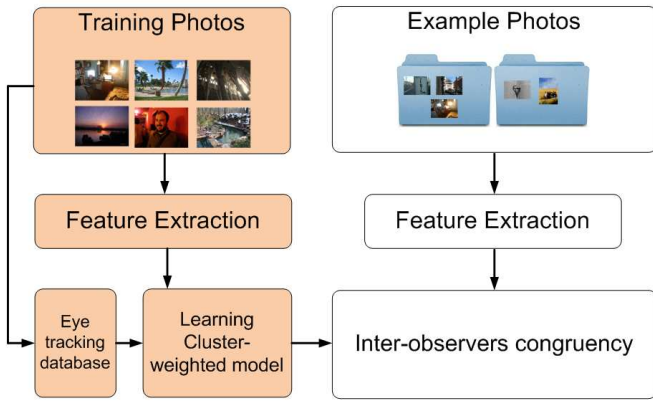 Training Photos
Example Photos
Feature Extraction
Feature Extraction
Eye
tracking
database
Learning
Cluster-
weighted model
Inter-observers congruency